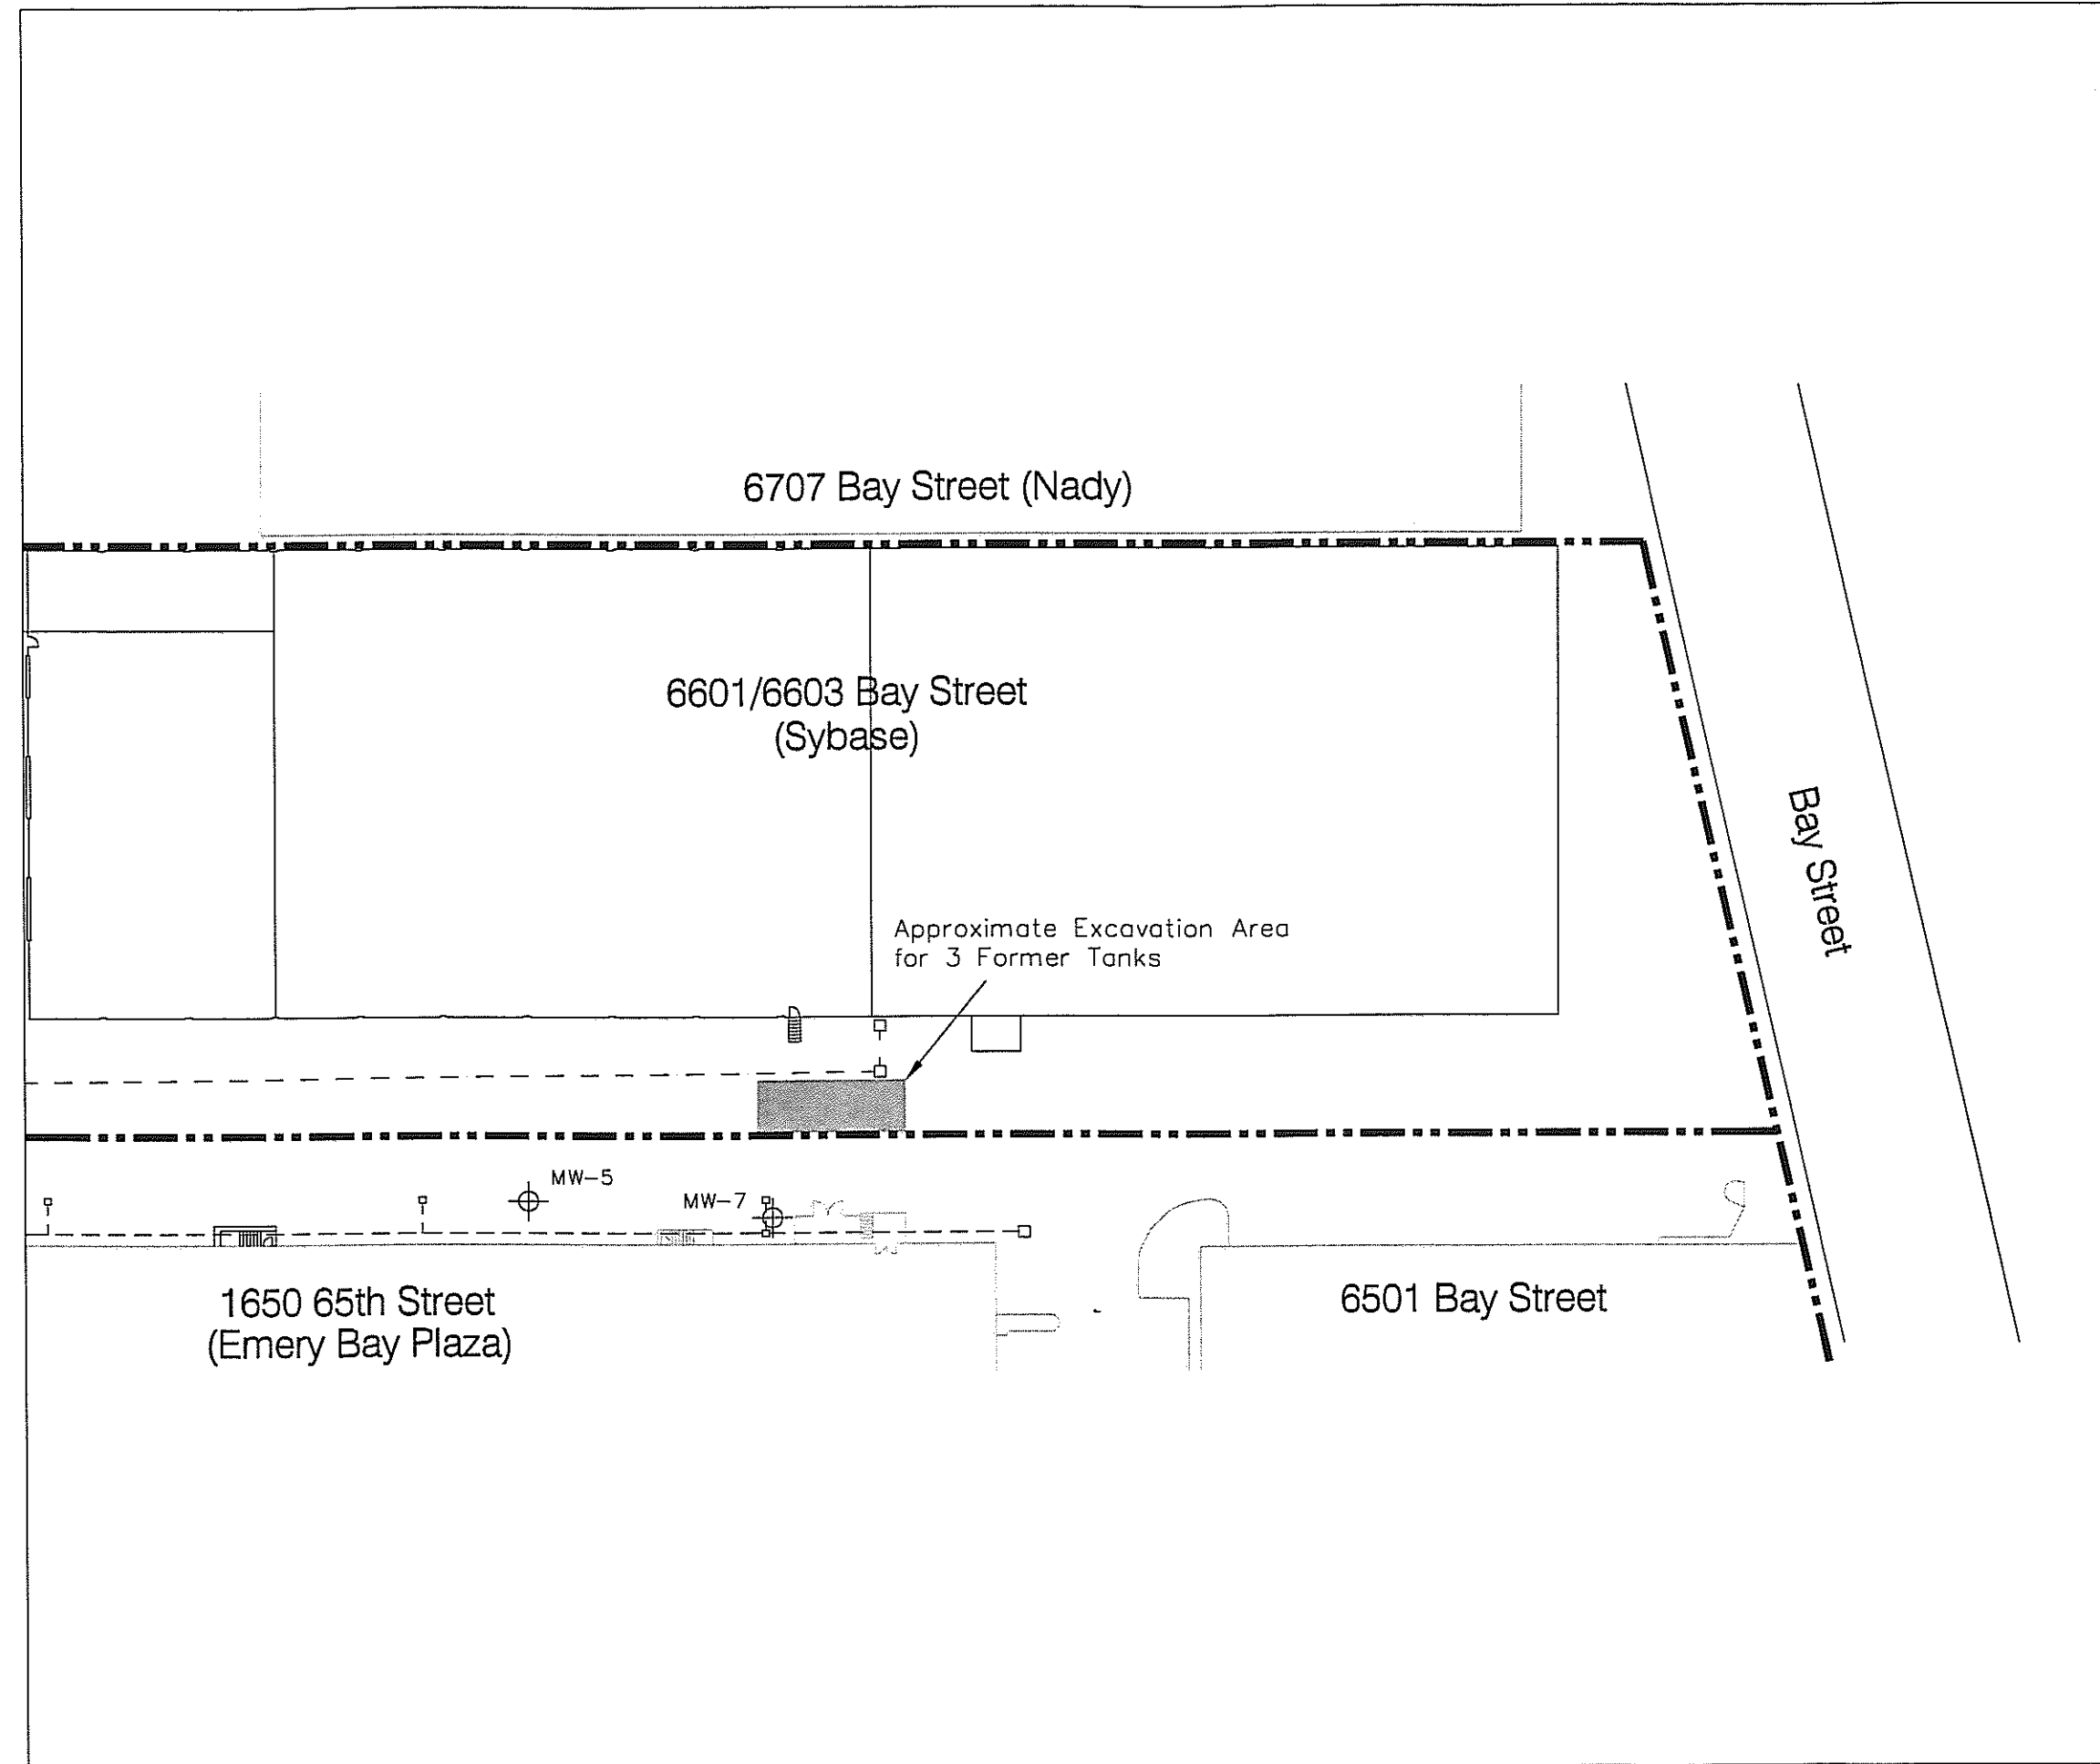 6707 Bay Street (Nady)
6601/6603 Bay Street
(Sybase)
Bay Street
Approximate Excavation Area
for 3 Former Tanks
MW-5
MW-7
1650 65th Street
(Emery Bay Plaza)
6501 Bay Street